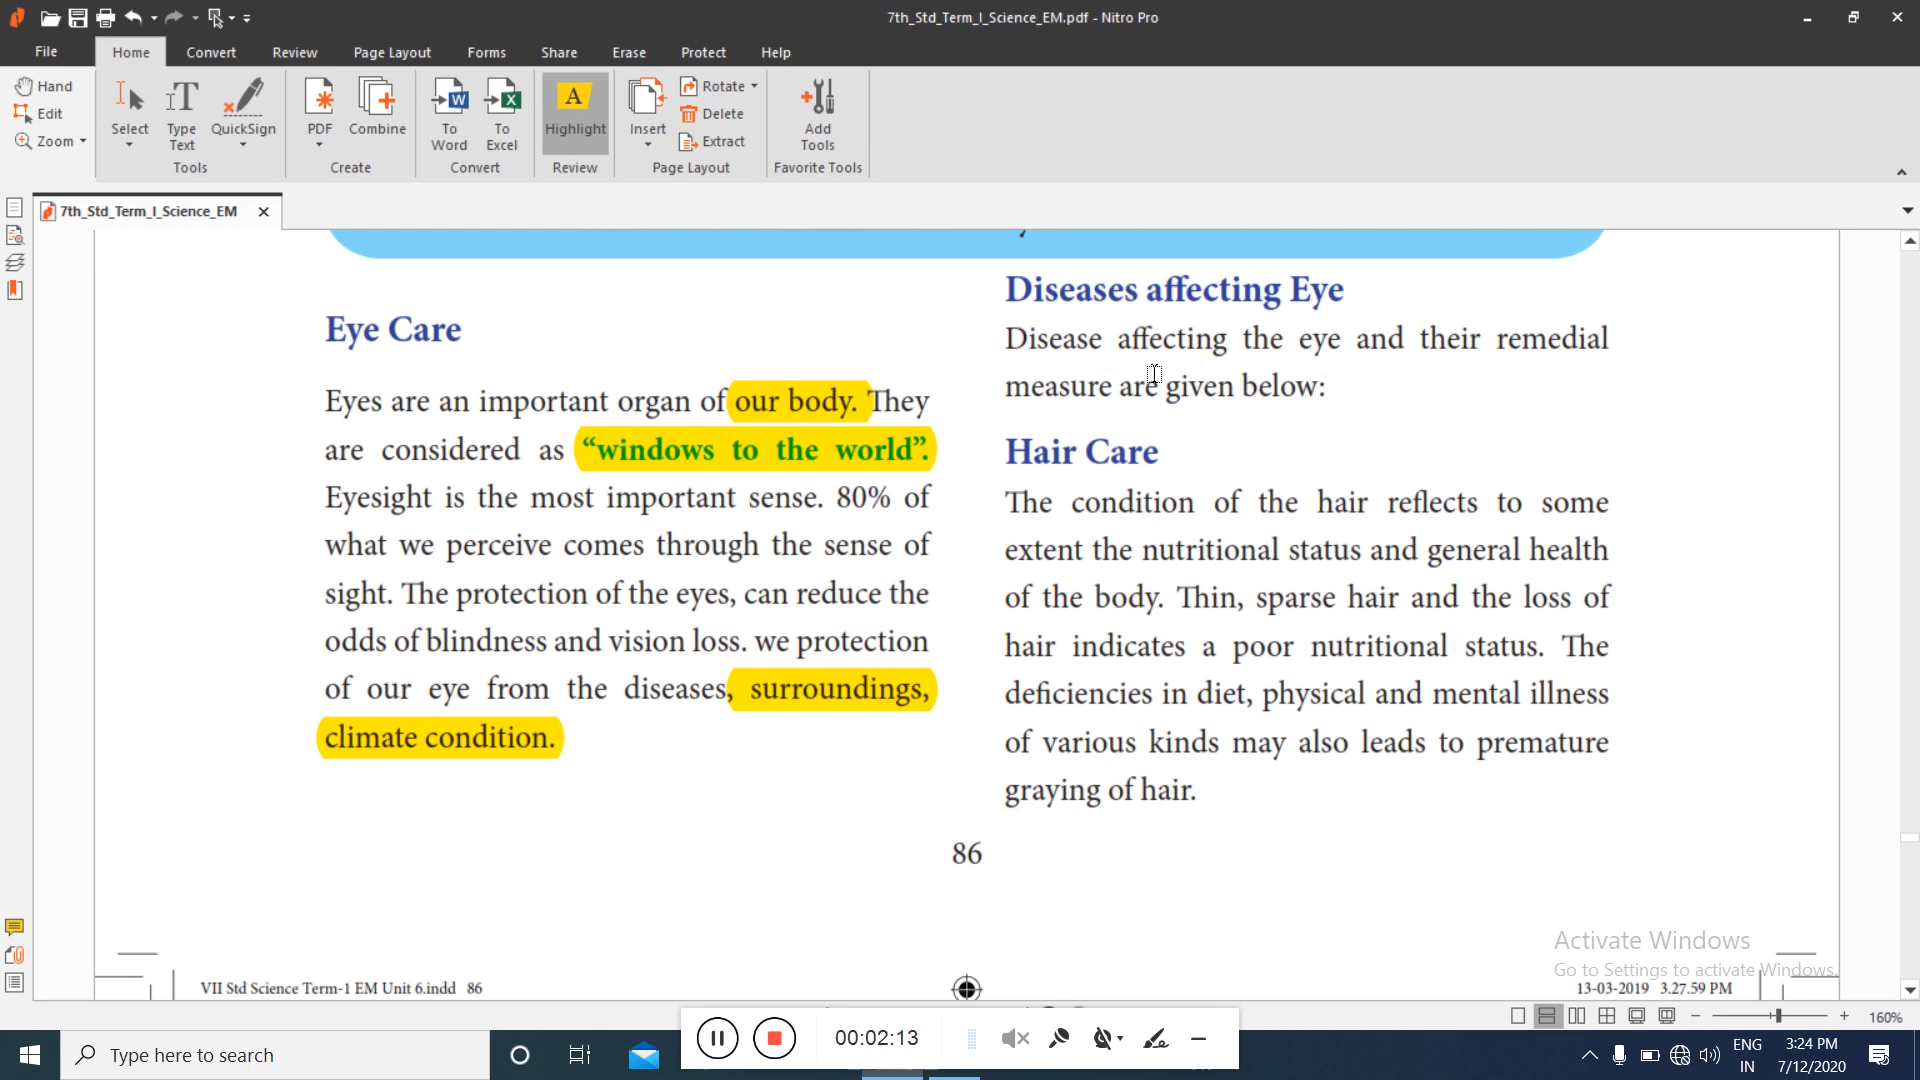 7th_Std_Term_I_Science_EM.pdf - Nitro Pro
File Home Convert Review Page Layout Forms Share Erase Protect Help
Hand
Edit
Zoom
Select
Type Text
QuickSign
Tools
PDF
Combine
Create
To Word
To Excel
Convert
Highlight
Review
Insert
Rotate
Delete
Extract
Page Layout
Add Tools
Favorite Tools
7th_Std_Term_I_Science_EM
Eye Care
Eyes are an important organ of our body. They
are considered as “windows to the world”.
Eyesight is the most important sense. 80% of
what we perceive comes through the sense of
sight. The protection of the eyes, can reduce the
odds of blindness and vision loss. we protection
of our eye from the diseases, surroundings,
climate condition.
Diseases affecting Eye
Disease affecting the eye and their remedial
measure are given below:
Hair Care
The condition of the hair reflects to some
extent the nutritional status and general health
of the body. Thin, sparse hair and the loss of
hair indicates a poor nutritional status. The
deficiencies in diet, physical and mental illness
of various kinds may also leads to premature
graying of hair.
86
VII Std Science Term-1 EM Unit 6.indd 86
13-03-2019 3.27.59 PM
Activate Windows
Go to Settings to activate Windows.
160%
Type here to search
00:02:13
ENG
IN
3:24 PM
7/12/2020